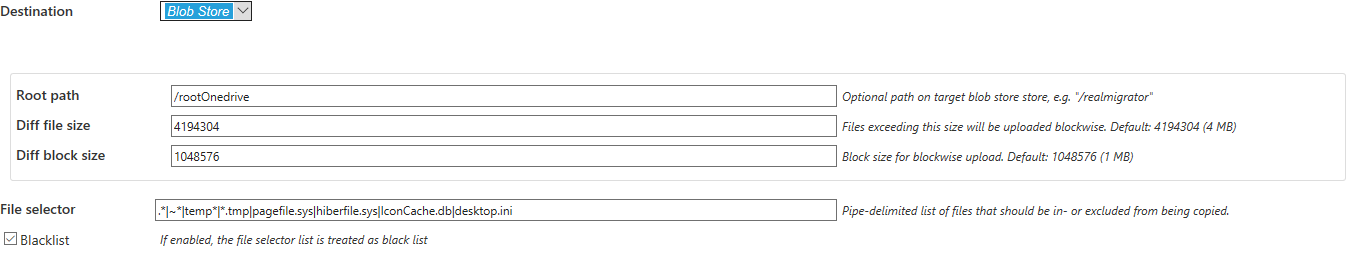 Destination Blob Store
Root path /rootOnedrive Optional path on target blob store store, e.g. "/realmigrator"
Diff file size 4194304 Files exceeding this size will be uploaded blockwise. Default: 4194304 (4 MB)
Diff block size 1048576 Block size for blockwise upload. Default: 1048576 (1 MB)
File selector .*|~*|temp*|*.tmp|pagefile.sys|hiberfile.sys|IconCache.db|desktop.ini Pipe-delimited list of files that should be in- or excluded from being copied.
Blacklist If enabled, the file selector list is treated as black list